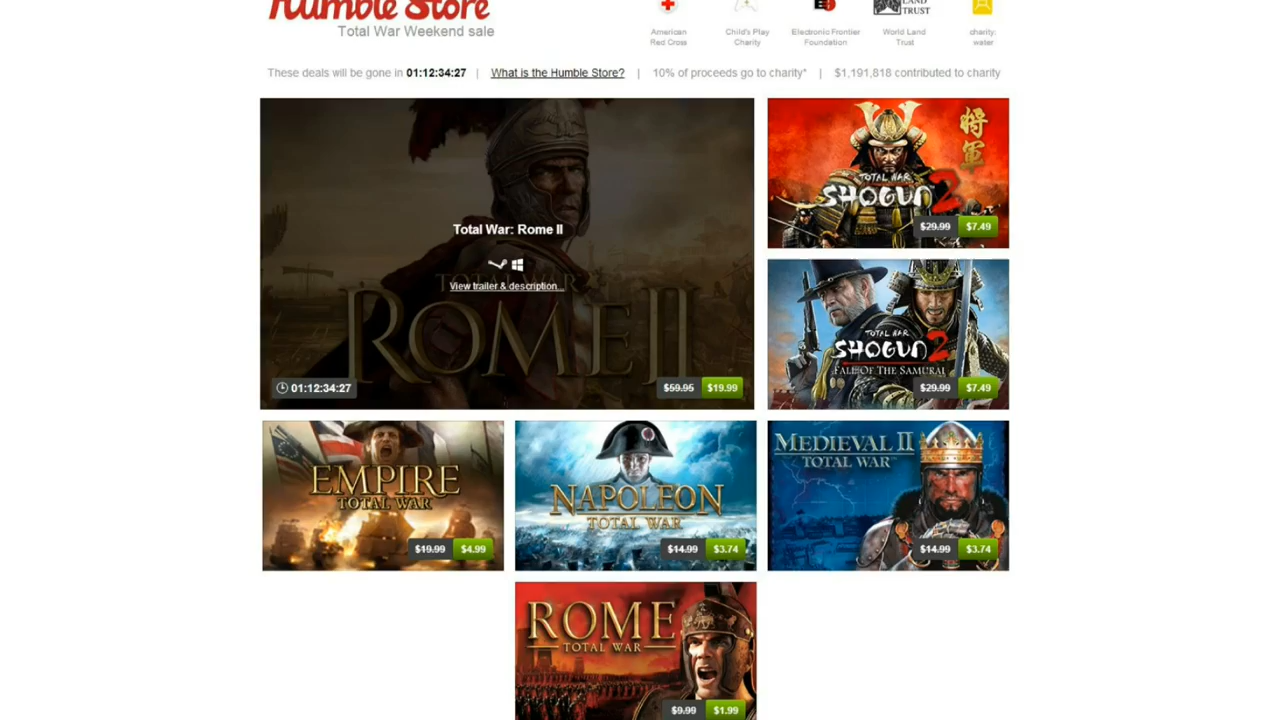 Humble Store
Total War Weekend sale
LAND
TRUST
American
Red Cross
Child's Play
Charity
Electronic Frontier
Foundation
World Land
Trust
charity:
water
These deals will be gone in 01:12:34:27 | What is the Humble Store? | 10% of proceeds go to charity* | $1,191,818 contributed to charity
Total War: Rome II
TOTAL WAR
View trailer & description...
ROME II
01:12:34:27
$59.95 $19.99
将軍
TOTAL WAR
SHOGUN 2
$29.99 $7.49
TOTAL WAR
SHOGUN 2
FALL OF THE SAMURAI
$29.99 $7.49
EMPIRE
TOTAL WAR
$19.99 $4.99
NAPOLEON
TOTAL WAR
$14.99 $3.74
MEDIEVAL II
TOTAL WAR
$14.99 $3.74
ROME
TOTAL WAR
$9.99 $1.99